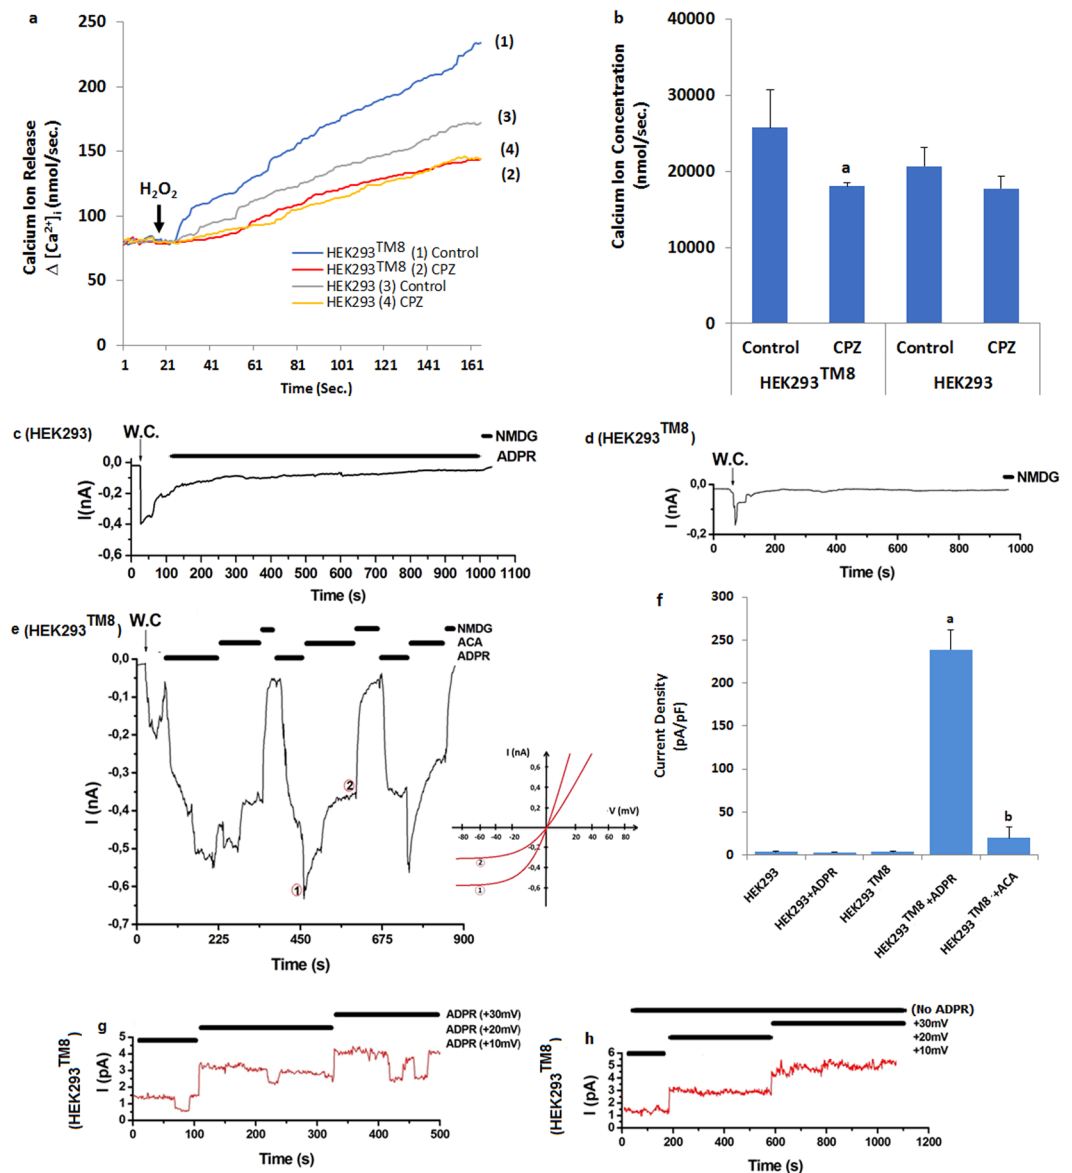 a
250
200
150
100
50
0
Calcium Ion Release
Δ [Ca²⁺]i (nmol/sec.)
H₂O₂
(1)
(3)
(4)
(2)
HEK293TM8 (1) Control
HEK293TM8 (2) CPZ
HEK293 (3) Control
HEK293 (4) CPZ
1 21 41 61 81 101 121 141 161
Time (Sec.)
b
40000
30000
20000
10000
0
Calcium Ion Concentration
(nmol/sec.)
a
Control CPZ Control CPZ
HEK293TM8 HEK293
c (HEK293)
W.C.
NMDG
ADPR
0,0
-0,2
-0,4
-0,6
I(nA)
0 100 200 300 400 500 600 700 800 900 1000 1100
Time (s)
d (HEK293TM8)
W.C.
NMDG
0,0
-0,2
I (nA)
0 200 400 600 800 1000
Time (s)
e (HEK293TM8)
W.C
NMDG
ACA
ADPR
0,0
-0,1
-0,2
-0,3
-0,4
-0,5
-0,6
-0,7
I (nA)
1
2
0 225 450 675 900
Time (s)
I (nA)
0,6
0,4
0,2
V (mV)
-80 -60 -40 -20 0 20 40 60 80
-0,2
-0,4
-0,6
2
1
f
300
250
200
150
100
50
0
Current Density
(pA/pF)
a
b
HEK293
HEK293+ADPR
HEK293TM8
HEK293TM8 +ADPR
HEK293TM8 +ACA
g
(HEK293TM8)
ADPR (+30mV)
ADPR (+20mV)
ADPR (+10mV)
5
4
3
2
1
0
I (pA)
0 100 200 300 400 500
Time (s)
h
(HEK293TM8)
(No ADPR)
+30mV
+20mV
+10mV
6
5
4
3
2
1
0
I (pA)
0 200 400 600 800 1000 1200
Time (s)